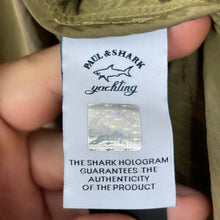 PAUL & SHARK
yachting
THE SHARK HOLOGRAM
GUARANTEES THE
AUTHENTICITY
OF THE PRODUCT